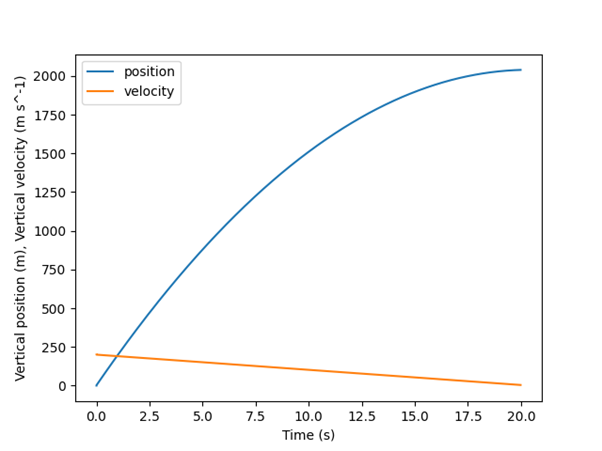 position
velocity
2000
1750
1500
1250
1000
750
500
250
0
Vertical position (m), Vertical velocity (m s^-1)
0.0 2.5 5.0 7.5 10.0 12.5 15.0 17.5 20.0
Time (s)